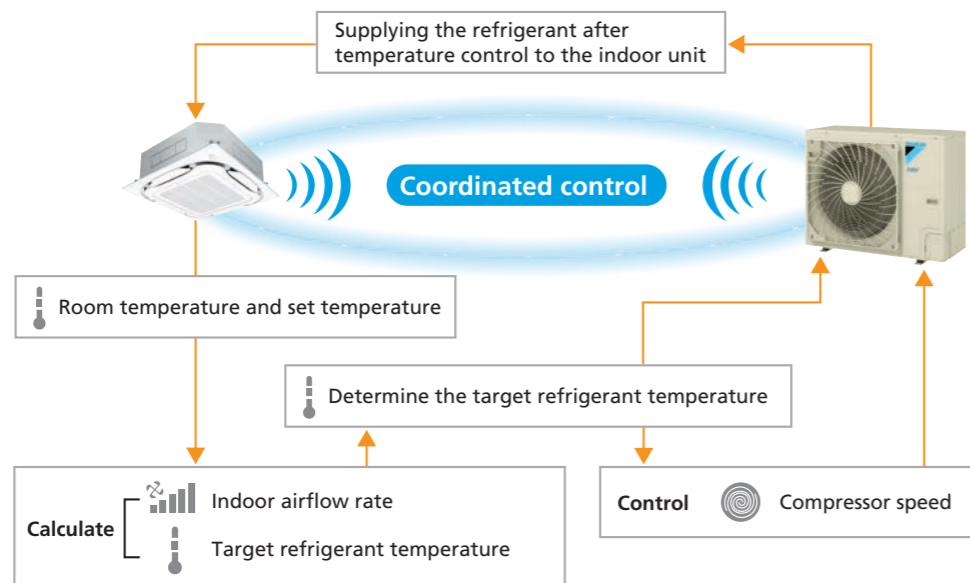 Supplying the refrigerant after
temperature control to the indoor unit
Coordinated control
Room temperature and set temperature
Determine the target refrigerant temperature
Calculate
Indoor airflow rate
Target refrigerant temperature
Control
Compressor speed